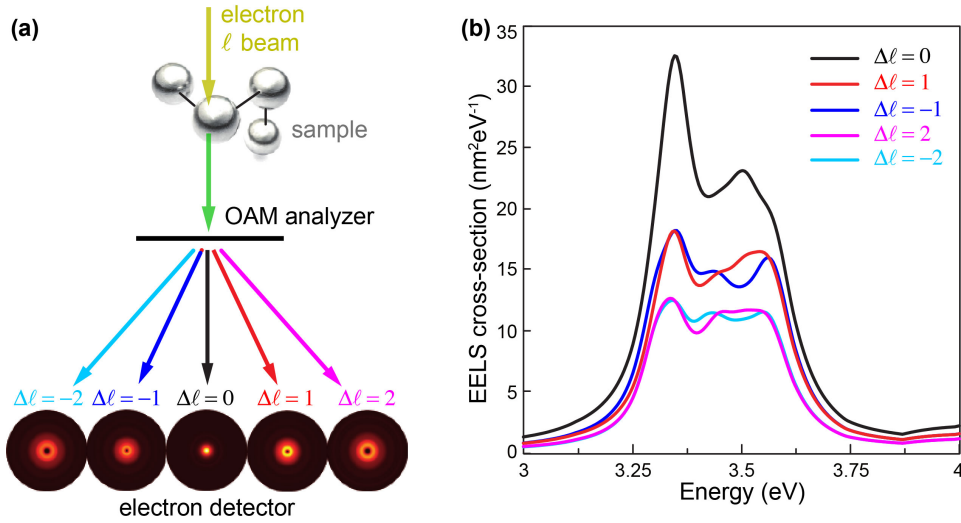 (a)
electron
ℓ beam
sample
OAM analyzer
Δℓ = −2 Δℓ = −1 Δℓ = 0 Δℓ = 1 Δℓ = 2
electron detector
(b)
EELS cross-section (nm²eV⁻¹)
35
30
25
20
15
10
5
0
3 3.25 3.5 3.75 4
Energy (eV)
Δℓ = 0
Δℓ = 1
Δℓ = −1
Δℓ = 2
Δℓ = −2